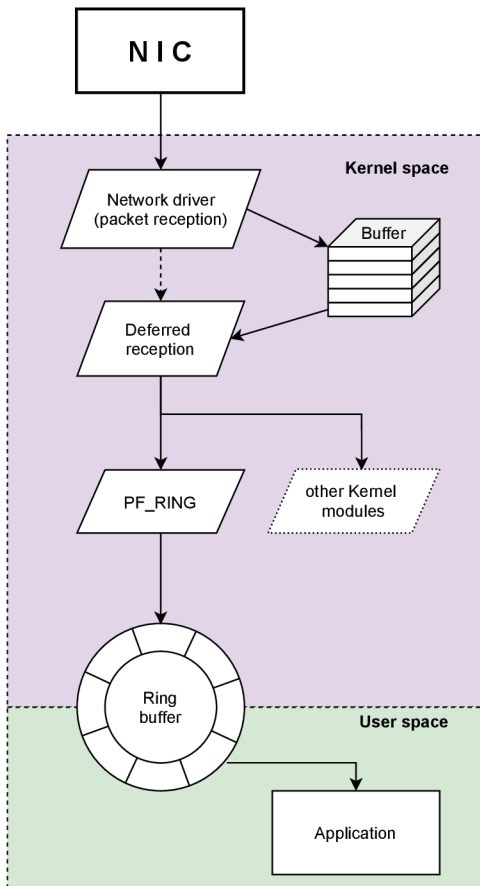 N I C
Kernel space
Network driver
(packet reception)
Buffer
Deferred
reception
PF_RING
other Kernel
modules
Ring
buffer
User space
Application